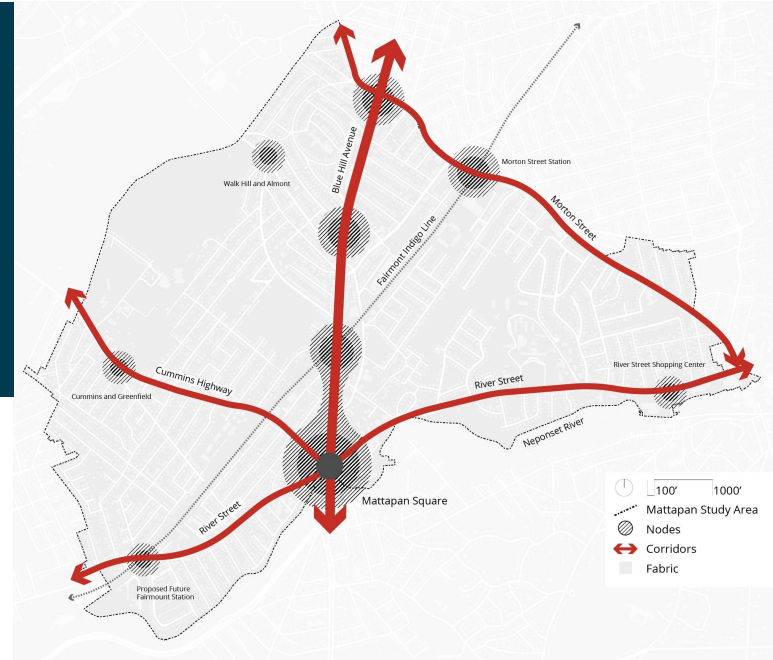 Morton Street Station
Walk Hill and Almont
Blue Hill Avenue
Morton Street
Fairmont Indigo Line
River Street Shopping Center
Cummins Highway
River Street
Cummins and Greenfield
Neponset River
Mattapan Square
River Street
Proposed Future
Fairmount Station
100' 1000'
Mattapan Study Area
Nodes
Corridors
Fabric